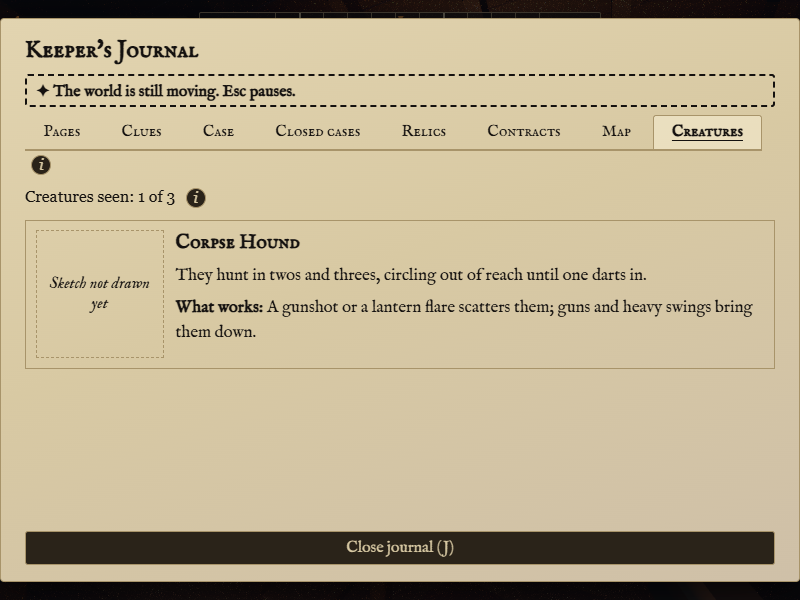 Keeper's Journal
✦ The world is still moving. Esc pauses.
Pages Clues Case Closed cases Relics Contracts Map Creatures
i
Creatures seen: 1 of 3 i
Corpse Hound
Sketch not drawn
yet
They hunt in twos and threes, circling out of reach until one darts in.
What works: A gunshot or a lantern flare scatters them; guns and heavy swings bring
them down.
Close journal (J)